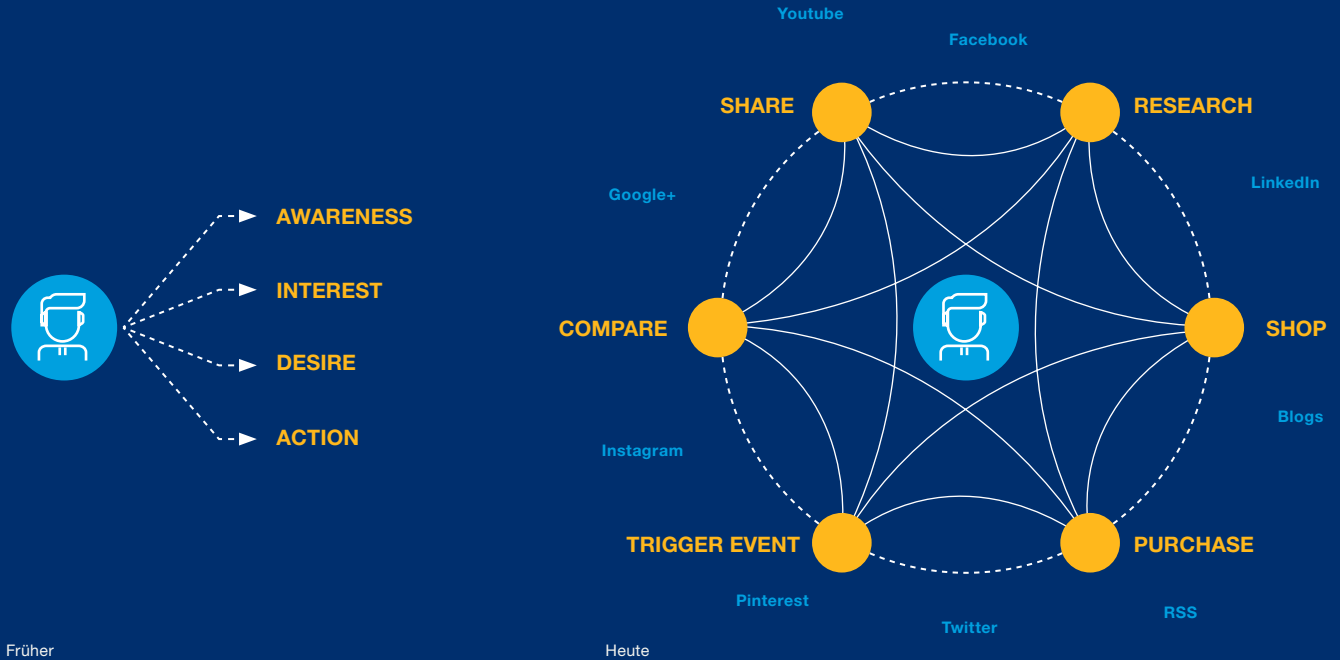 AWARENESS
INTEREST
DESIRE
ACTION
Früher
Youtube
Facebook
SHARE
RESEARCH
Google+
LinkedIn
COMPARE
SHOP
Instagram
Blogs
TRIGGER EVENT
PURCHASE
Pinterest
Twitter
RSS
Heute